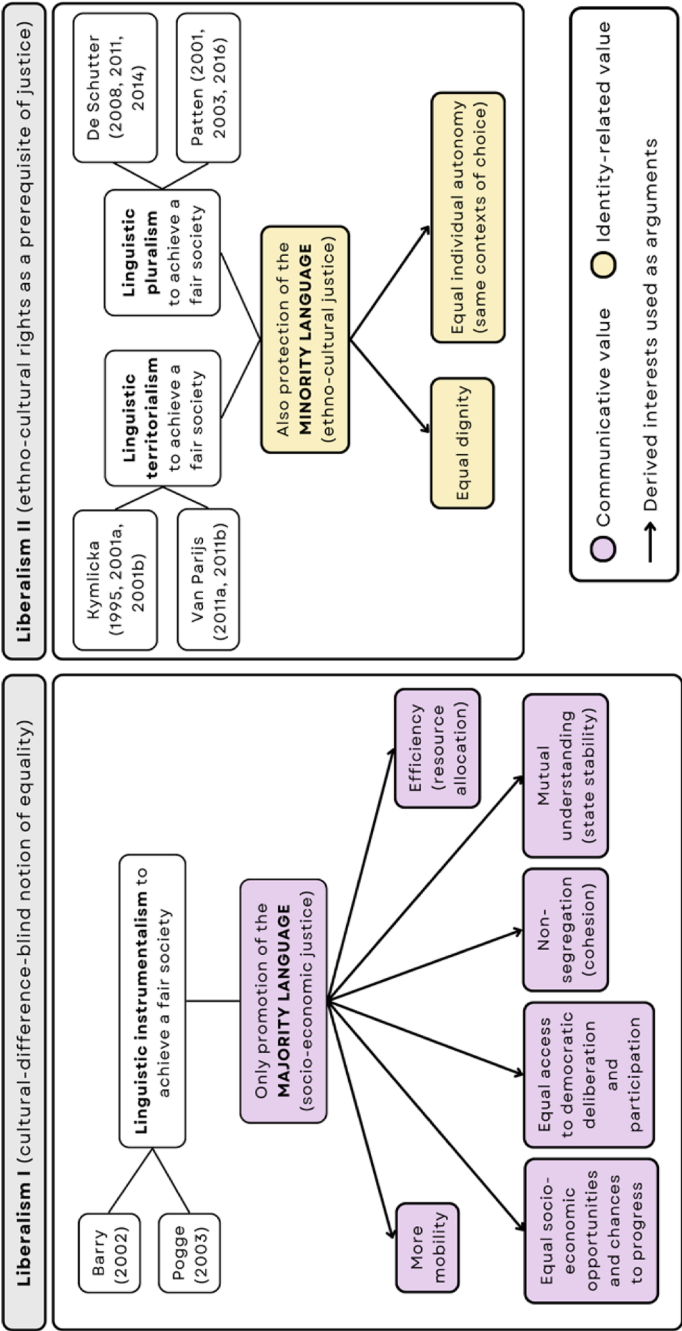 Liberalism I (cultural-difference-blind notion of equality)
Barry
(2002)
Pogge
(2003)
Linguistic instrumentalism to
achieve a fair society
Only promotion of the
MAJORITY LANGUAGE
(socio-economic justice)
More
mobility
Efficiency
(resource
allocation)
Equal socio-
economic
opportunities
and chances
to progress
Equal access
to democratic
deliberation
and
participation
Non-
segregation
(cohesion)
Mutual
understanding
(state stability)
Liberalism II (ethno-cultural rights as a prerequisite of justice)
Kymlicka
(1995, 2001a,
2001b)
Van Parijs
(2011a, 2011b)
Linguistic
territorialism
to achieve a
fair society
Linguistic
pluralism
to achieve a
fair society
De Schutter
(2008, 2011,
2014)
Patten (2001,
2003, 2016)
Also protection of the
MINORITY LANGUAGE
(ethno-cultural justice)
Equal dignity
Equal individual autonomy
(same contexts of choice)
Communicative value
Identity-related value
Derived interests used as arguments